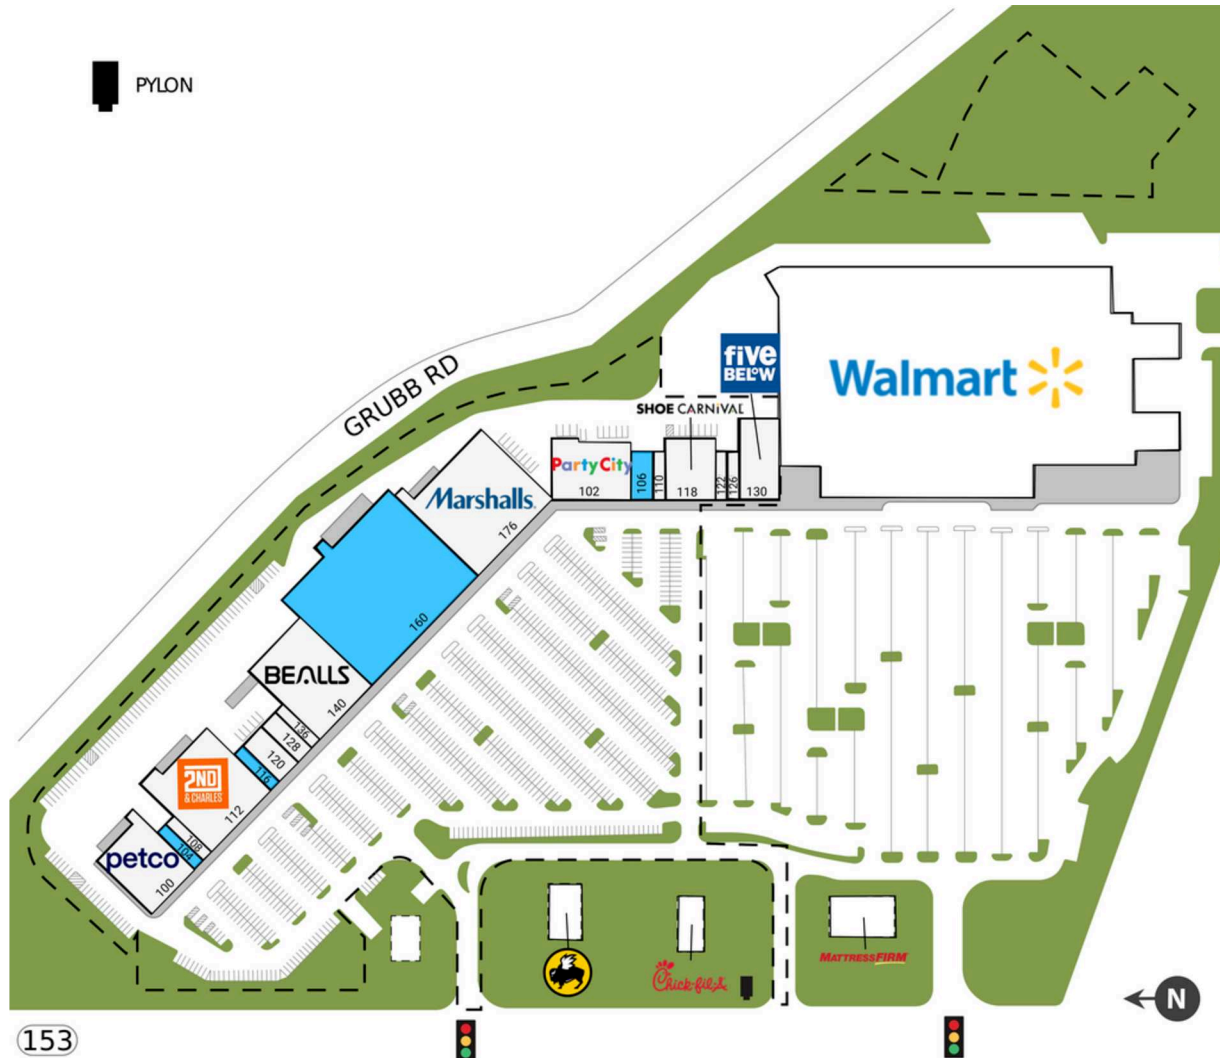 PYLON
GRUBB RD
five
BEL°W
Walmart
SHOE CARNIVAL
Party City
102
106
110
118
122
126
130
Marshalls.
176
160
BEALLS
140
136
128
120
116
2ND
& CHARLES
112
108
104
petco
100
MATTRESSFIRM
Chick-fil-A
N
153